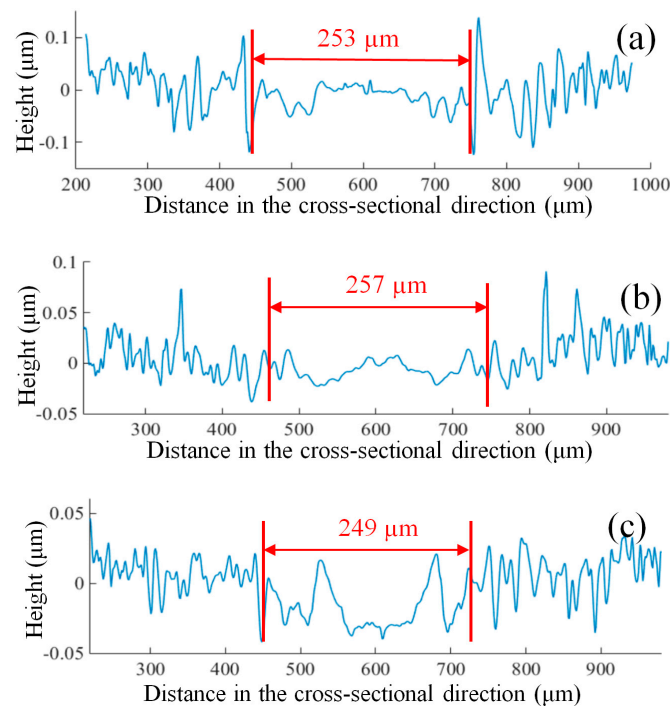 (a)
253 µm
Height (µm)
0.1
0
-0.1
200 300 400 500 600 700 800 900 1000
Distance in the cross-sectional direction (µm)
(b)
257 µm
Height (µm)
0.1
0.05
0
-0.05
300 400 500 600 700 800 900
Distance in the cross-sectional direction (µm)
(c)
249 µm
Height (µm)
0.05
0
-0.05
300 400 500 600 700 800 900
Distance in the cross-sectional direction (µm)